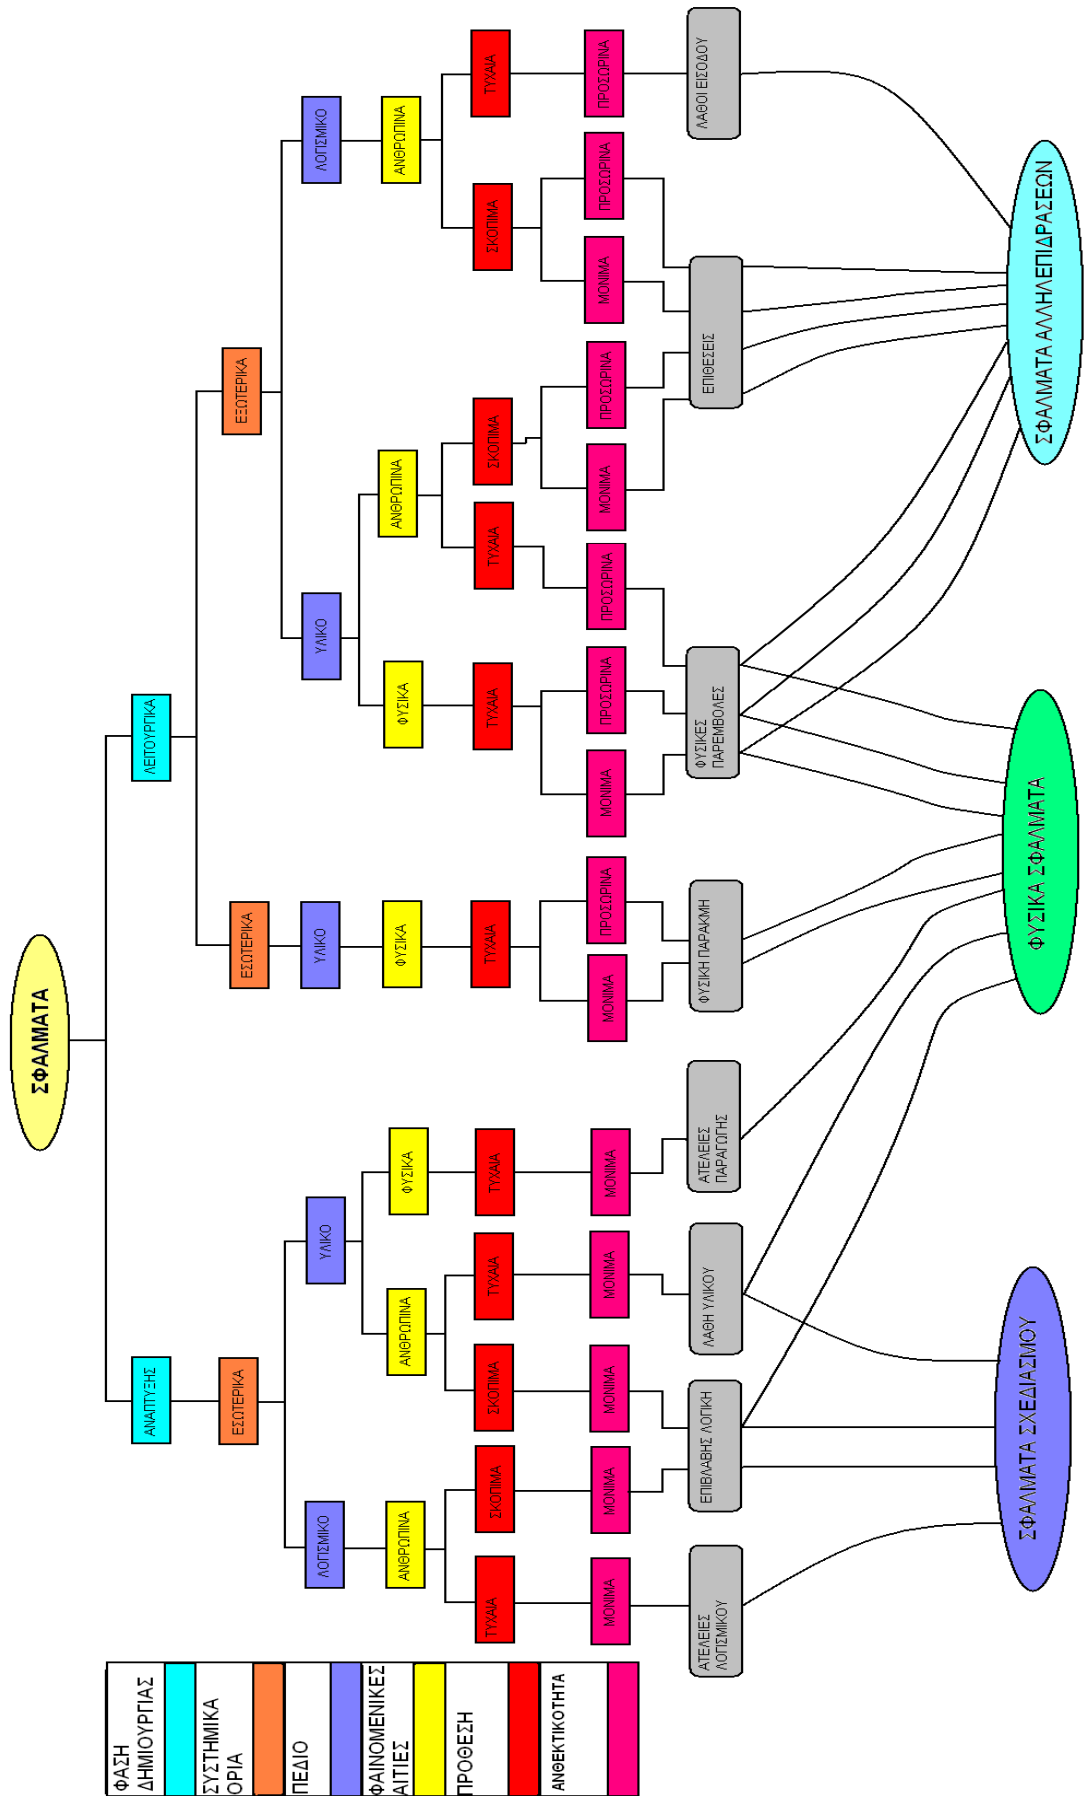 ΣΦΑΛΜΑΤΑ
ΑΝΑΠΤΥΞΗΣ
ΛΕΙΤΟΥΡΓΙΚΑ
ΕΣΩΤΕΡΙΚΑ
ΕΣΩΤΕΡΙΚΑ
ΕΞΩΤΕΡΙΚΑ
ΛΟΓΙΣΜΙΚΟ
ΥΛΙΚΟ
ΥΛΙΚΟ
ΥΛΙΚΟ
ΛΟΓΙΣΜΙΚΟ
ΑΝΘΡΩΠΙΝΑ
ΑΝΘΡΩΠΙΝΑ
ΦΥΣΙΚΑ
ΦΥΣΙΚΑ
ΦΥΣΙΚΑ
ΑΝΘΡΩΠΙΝΑ
ΑΝΘΡΩΠΙΝΑ
ΤΥΧΑΙΑ
ΣΚΟΠΙΜΑ
ΣΚΟΠΙΜΑ
ΤΥΧΑΙΑ
ΤΥΧΑΙΑ
ΤΥΧΑΙΑ
ΤΥΧΑΙΑ
ΤΥΧΑΙΑ
ΣΚΟΠΙΜΑ
ΣΚΟΠΙΜΑ
ΤΥΧΑΙΑ
ΜΟΝΙΜΑ
ΜΟΝΙΜΑ
ΜΟΝΙΜΑ
ΜΟΝΙΜΑ
ΜΟΝΙΜΑ
ΜΟΝΙΜΑ
ΠΡΟΣΩΡΙΝΑ
ΜΟΝΙΜΑ
ΠΡΟΣΩΡΙΝΑ
ΠΡΟΣΩΡΙΝΑ
ΜΟΝΙΜΑ
ΠΡΟΣΩΡΙΝΑ
ΜΟΝΙΜΑ
ΠΡΟΣΩΡΙΝΑ
ΠΡΟΣΩΡΙΝΑ
ΑΤΕΛΕΙΕΣ
ΛΟΓΙΣΜΙΚΟΥ
ΕΠΙΒΛΑΒΗΣ ΛΟΓΙΚΗ
ΛΑΘΗ ΥΛΙΚΟΥ
ΑΤΕΛΕΙΕΣ
ΠΑΡΑΓΩΓΗΣ
ΦΥΣΙΚΗ ΠΑΡΑΚΜΗ
ΦΥΣΙΚΕΣ
ΠΑΡΕΜΒΟΛΕΣ
ΕΠΙΘΕΣΕΙΣ
ΛΑΘΟΙ ΕΙΣΟΔΟΥ
ΣΦΑΛΜΑΤΑ ΣΧΕΔΙΑΣΜΟΥ
ΦΥΣΙΚΑ ΣΦΑΛΜΑΤΑ
ΣΦΑΛΜΑΤΑ ΑΛΛΗΛΕΠΙΔΡΑΣΕΩΝ
ΦΑΣΗ
ΔΗΜΙΟΥΡΓΙΑΣ
ΣΥΣΤΗΜΙΚΑ
ΟΡΙΑ
ΠΕΔΙΟ
ΦΑΙΝΟΜΕΝΙΚΕΣ
ΑΙΤΙΕΣ
ΠΡΟΘΕΣΗ
ΑΝΘΕΚΤΙΚΟΤΗΤΑ